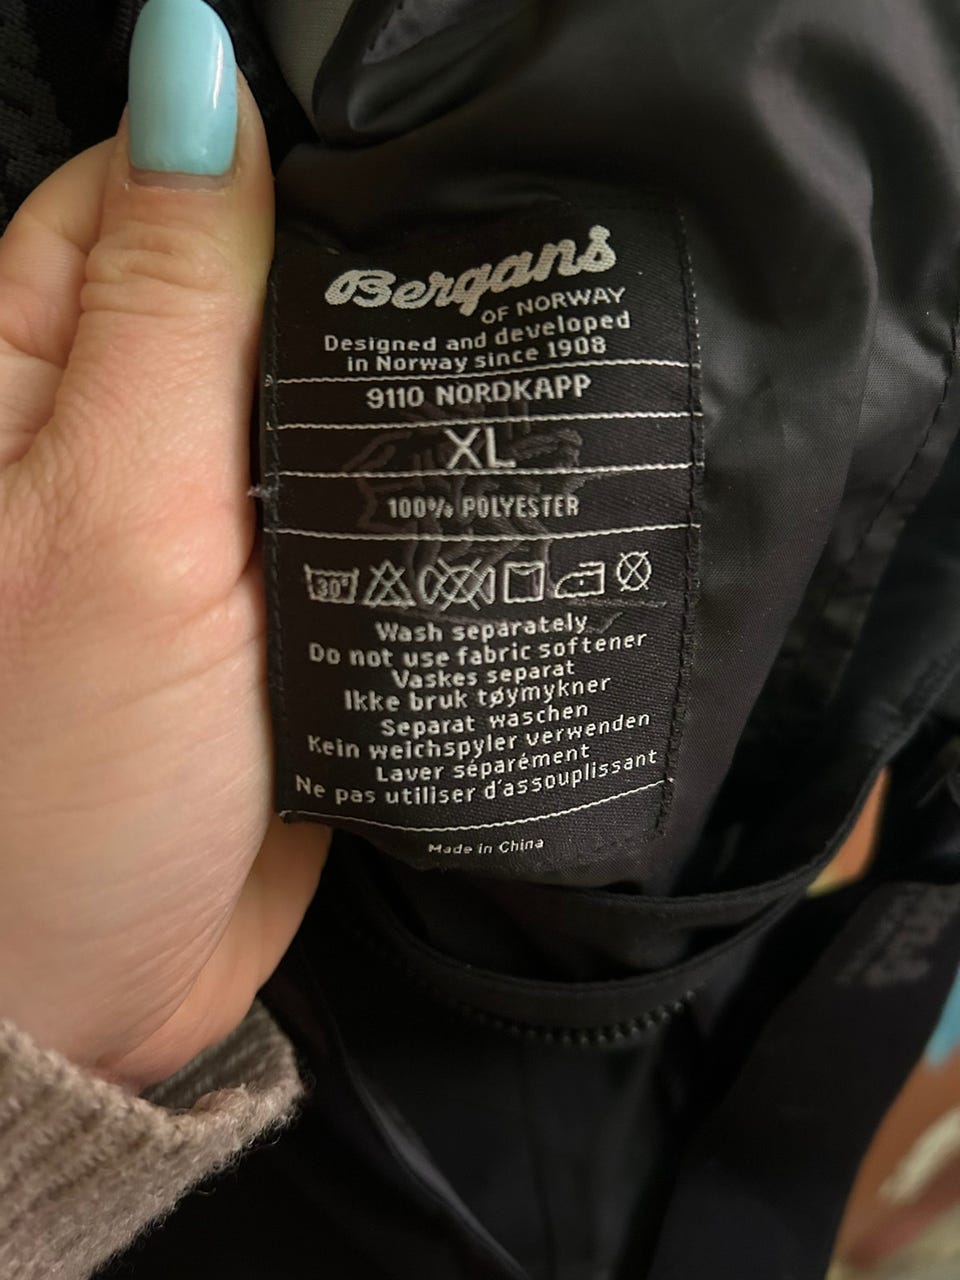 Bergans
OF NORWAY
Designed and developed
in Norway since 1908
9110 NORDKAPP
XL
100% POLYESTER
30°
Wash separately
Do not use fabric softener
Vaskes separat
Ikke bruk tøymykner
Separat waschen
Kein weichspyler verwenden
Laver séparément
Ne pas utiliser d'assouplissant
Made in China